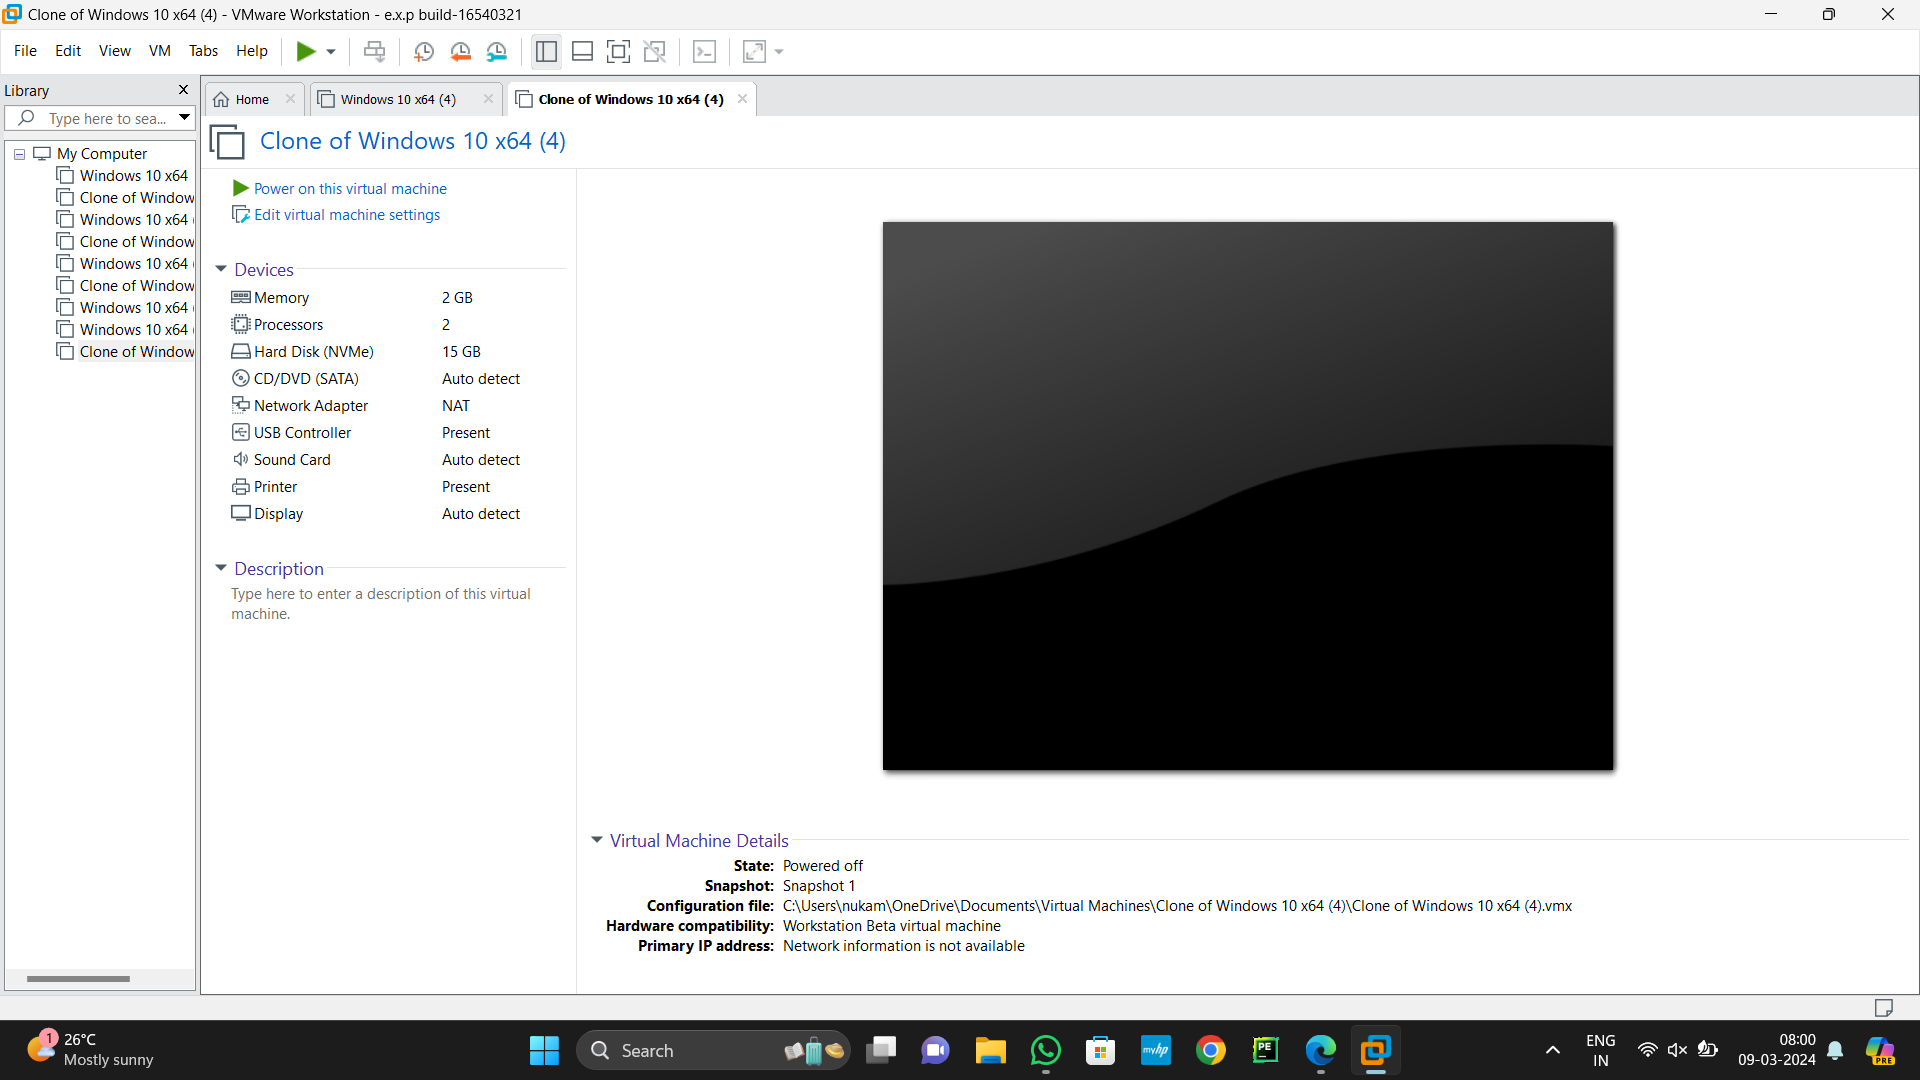 Clone of Windows 10 x64 (4) - VMware Workstation - e.x.p build-16540321
File Edit View VM Tabs Help
Library
Type here to sea...
My Computer
Windows 10 x64
Clone of Window
Windows 10 x64
Clone of Window
Windows 10 x64
Clone of Window
Windows 10 x64
Windows 10 x64
Clone of Window
Home
Windows 10 x64 (4)
Clone of Windows 10 x64 (4)
Clone of Windows 10 x64 (4)
Power on this virtual machine
Edit virtual machine settings
Devices
Memory 2 GB
Processors 2
Hard Disk (NVMe) 15 GB
CD/DVD (SATA) Auto detect
Network Adapter NAT
USB Controller Present
Sound Card Auto detect
Printer Present
Display Auto detect
Description
Type here to enter a description of this virtual
machine.
Virtual Machine Details
State: Powered off
Snapshot: Snapshot 1
Configuration file: C:\Users\nukam\OneDrive\Documents\Virtual Machines\Clone of Windows 10 x64 (4)\Clone of Windows 10 x64 (4).vmx
Hardware compatibility: Workstation Beta virtual machine
Primary IP address: Network information is not available
1
26°C
Mostly sunny
Search
myhp
PE
ENG
IN
08:00
09-03-2024
PRE